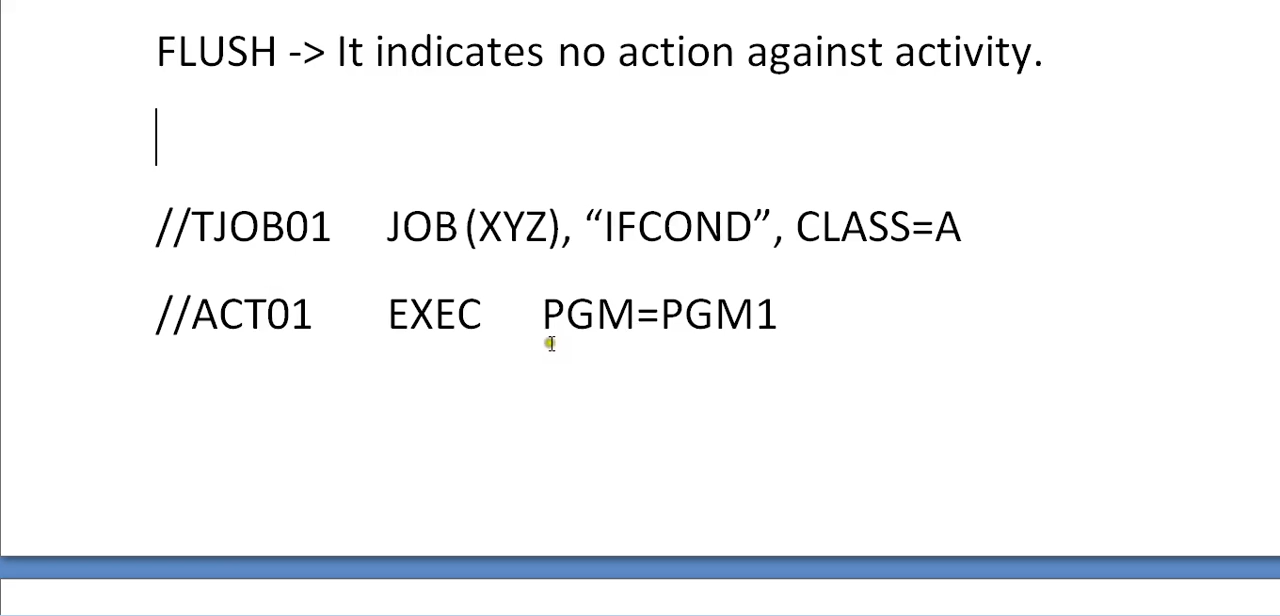 FLUSH -> It indicates no action against activity.
//TJOB01 JOB (XYZ), “IFCOND”, CLASS=A
//ACT01 EXEC PGM=PGM1